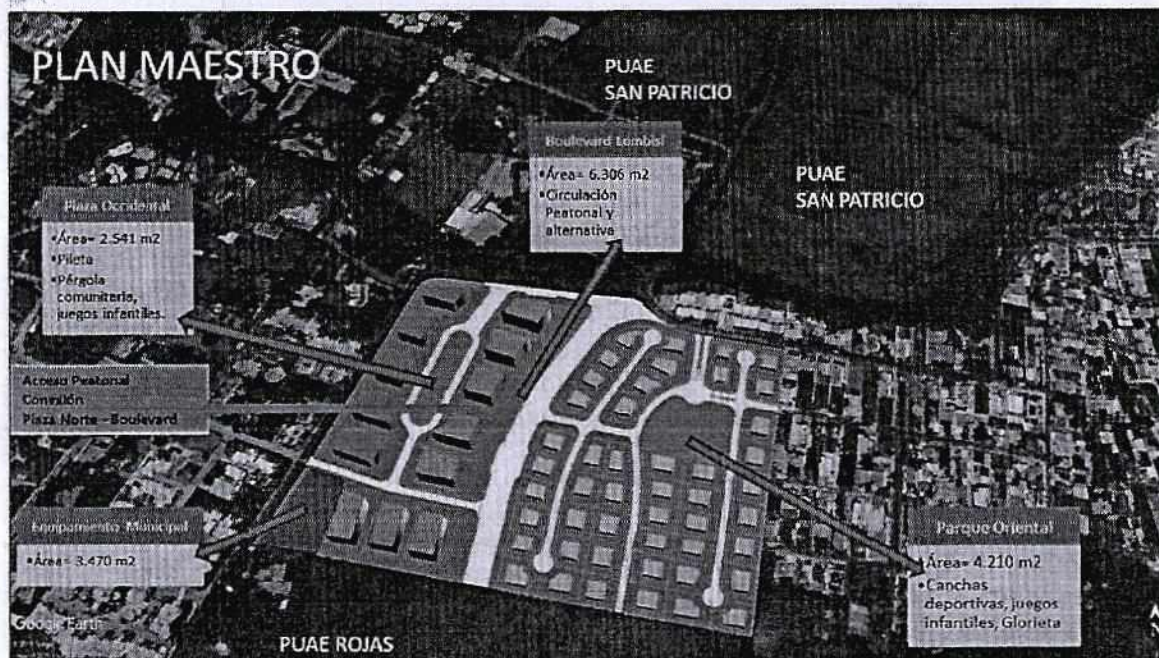 PLAN MAESTRO
PUAE
SAN PATRICIO
Boulevard Lombisí
•Área= 6.306 m2
•Circulación
Peatonal y
alternativa
PUAE
SAN PATRICIO
Plaza Occidental
•Área= 2.541 m2
•Pileta
•Pérgola
comunitaria,
juegos infantiles.
Acceso Peatonal
Conexión
Plaza Norte - Boulevard
Equipamiento Municipal
•Área= 3.470 m2
Parque Oriental
•Área= 4.210 m2
•Canchas
deportivas, juegos
infantiles, Glorieta
Google Earth
PUAE ROJAS
N